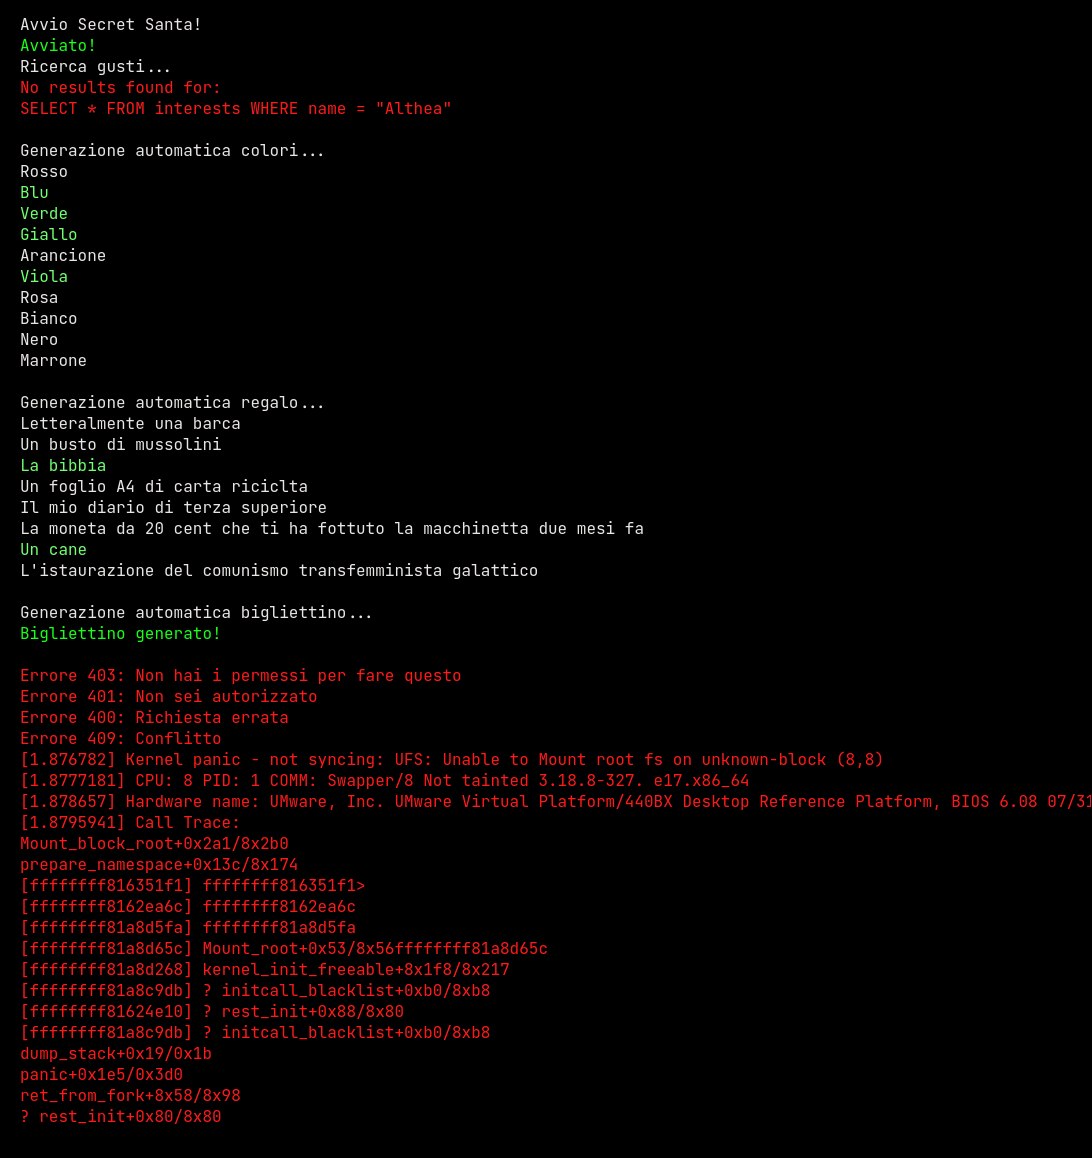 Avvio Secret Santa!
Avviato!
Ricerca gusti...
No results found for:
SELECT * FROM interests WHERE name = "Althea"
Generazione automatica colori...
Rosso
Blu
Verde
Giallo
Arancione
Viola
Rosa
Bianco
Nero
Marrone
Generazione automatica regalo...
Letteralmente una barca
Un busto di mussolini
La bibbia
Un foglio A4 di carta riciclta
Il mio diario di terza superiore
La moneta da 20 cent che ti ha fottuto la macchinetta due mesi fa
Un cane
L'istaurazione del comunismo transfemminista galattico
Generazione automatica bigliettino...
Bigliettino generato!
Errore 403: Non hai i permessi per fare questo
Errore 401: Non sei autorizzato
Errore 400: Richiesta errata
Errore 409: Conflitto
[1.876782] Kernel panic - not syncing: UFS: Unable to Mount root fs on unknown-block (8,8)
[1.8777181] CPU: 8 PID: 1 COMM: Swapper/8 Not tainted 3.18.8-327. e17.x86_64
[1.878657] Hardware name: UMware, Inc. UMware Virtual Platform/440BX Desktop Reference Platform, BIOS 6.08 07/31
[1.8795941] Call Trace:
Mount_block_root+0x2a1/8x2b0
prepare_namespace+0x13c/8x174
[ffffffff816351f1] ffffffff816351f1>
[ffffffff8162ea6c] ffffffff8162ea6c
[ffffffff81a8d5fa] ffffffff81a8d5fa
[ffffffff81a8d65c] Mount_root+0x53/8x56ffffffff81a8d65c
[ffffffff81a8d268] kernel_init_freeable+8x1f8/8x217
[ffffffff81a8c9db] ? initcall_blacklist+0xb0/8xb8
[ffffffff81624e10] ? rest_init+0x88/8x80
[ffffffff81a8c9db] ? initcall_blacklist+0xb0/8xb8
dump_stack+0x19/0x1b
panic+0x1e5/0x3d0
ret_from_fork+8x58/8x98
? rest_init+0x80/8x80